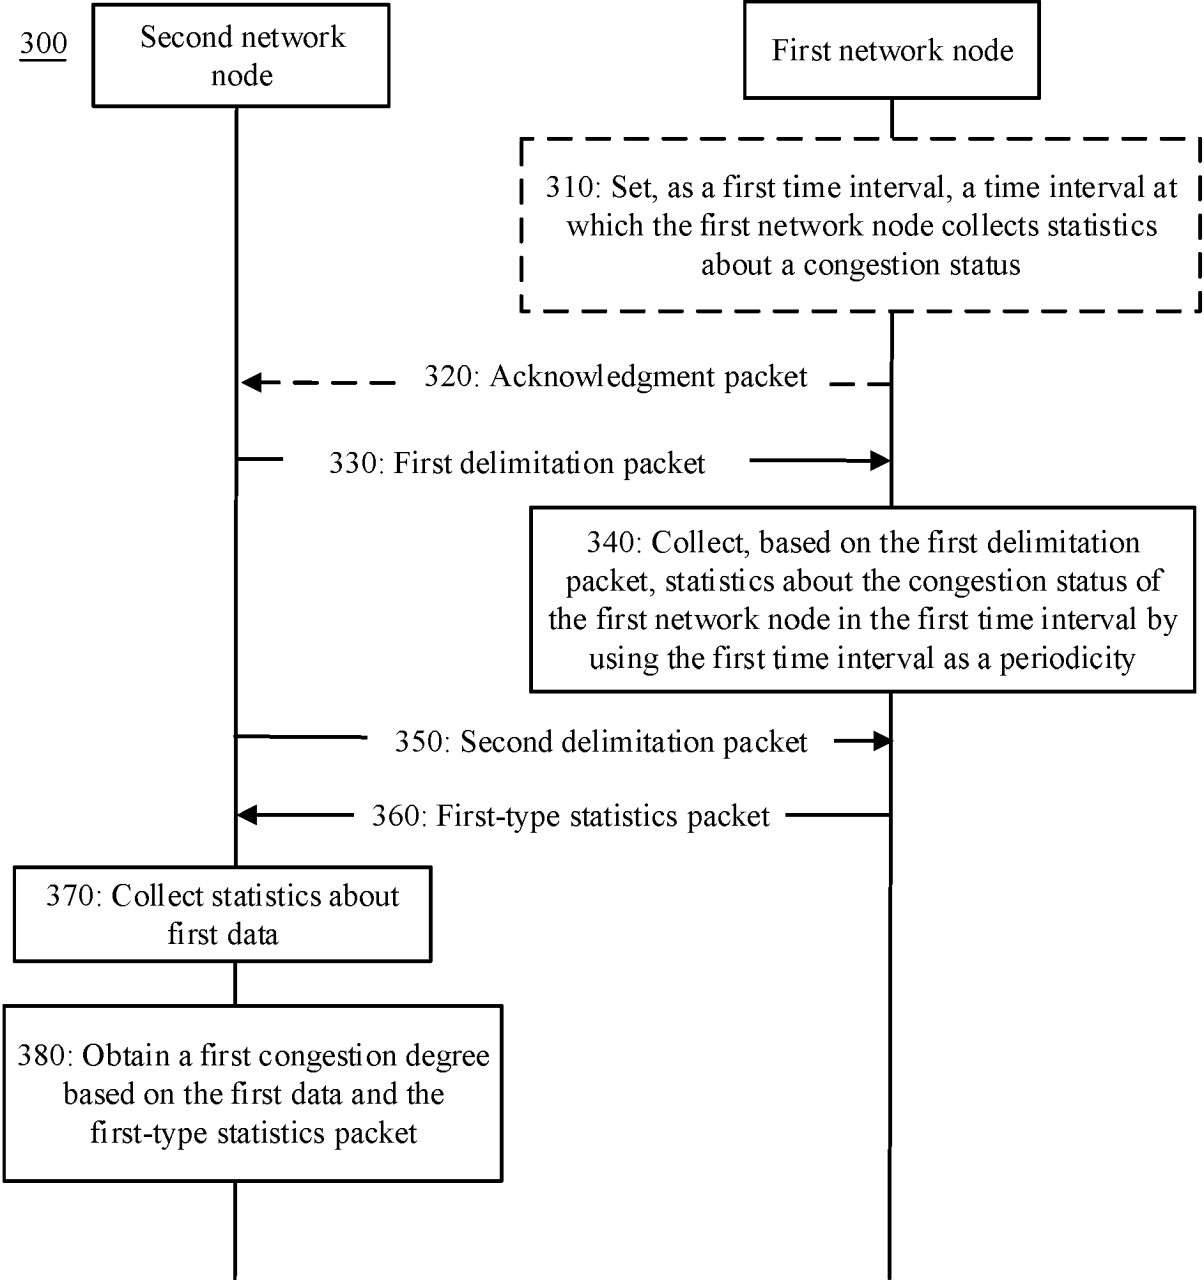 300
Second network
node
First network node
310: Set, as a first time interval, a time interval at
which the first network node collects statistics
about a congestion status
320: Acknowledgment packet
330: First delimitation packet
340: Collect, based on the first delimitation
packet, statistics about the congestion status of
the first network node in the first time interval by
using the first time interval as a periodicity
350: Second delimitation packet
360: First-type statistics packet
370: Collect statistics about
first data
380: Obtain a first congestion degree
based on the first data and the
first-type statistics packet